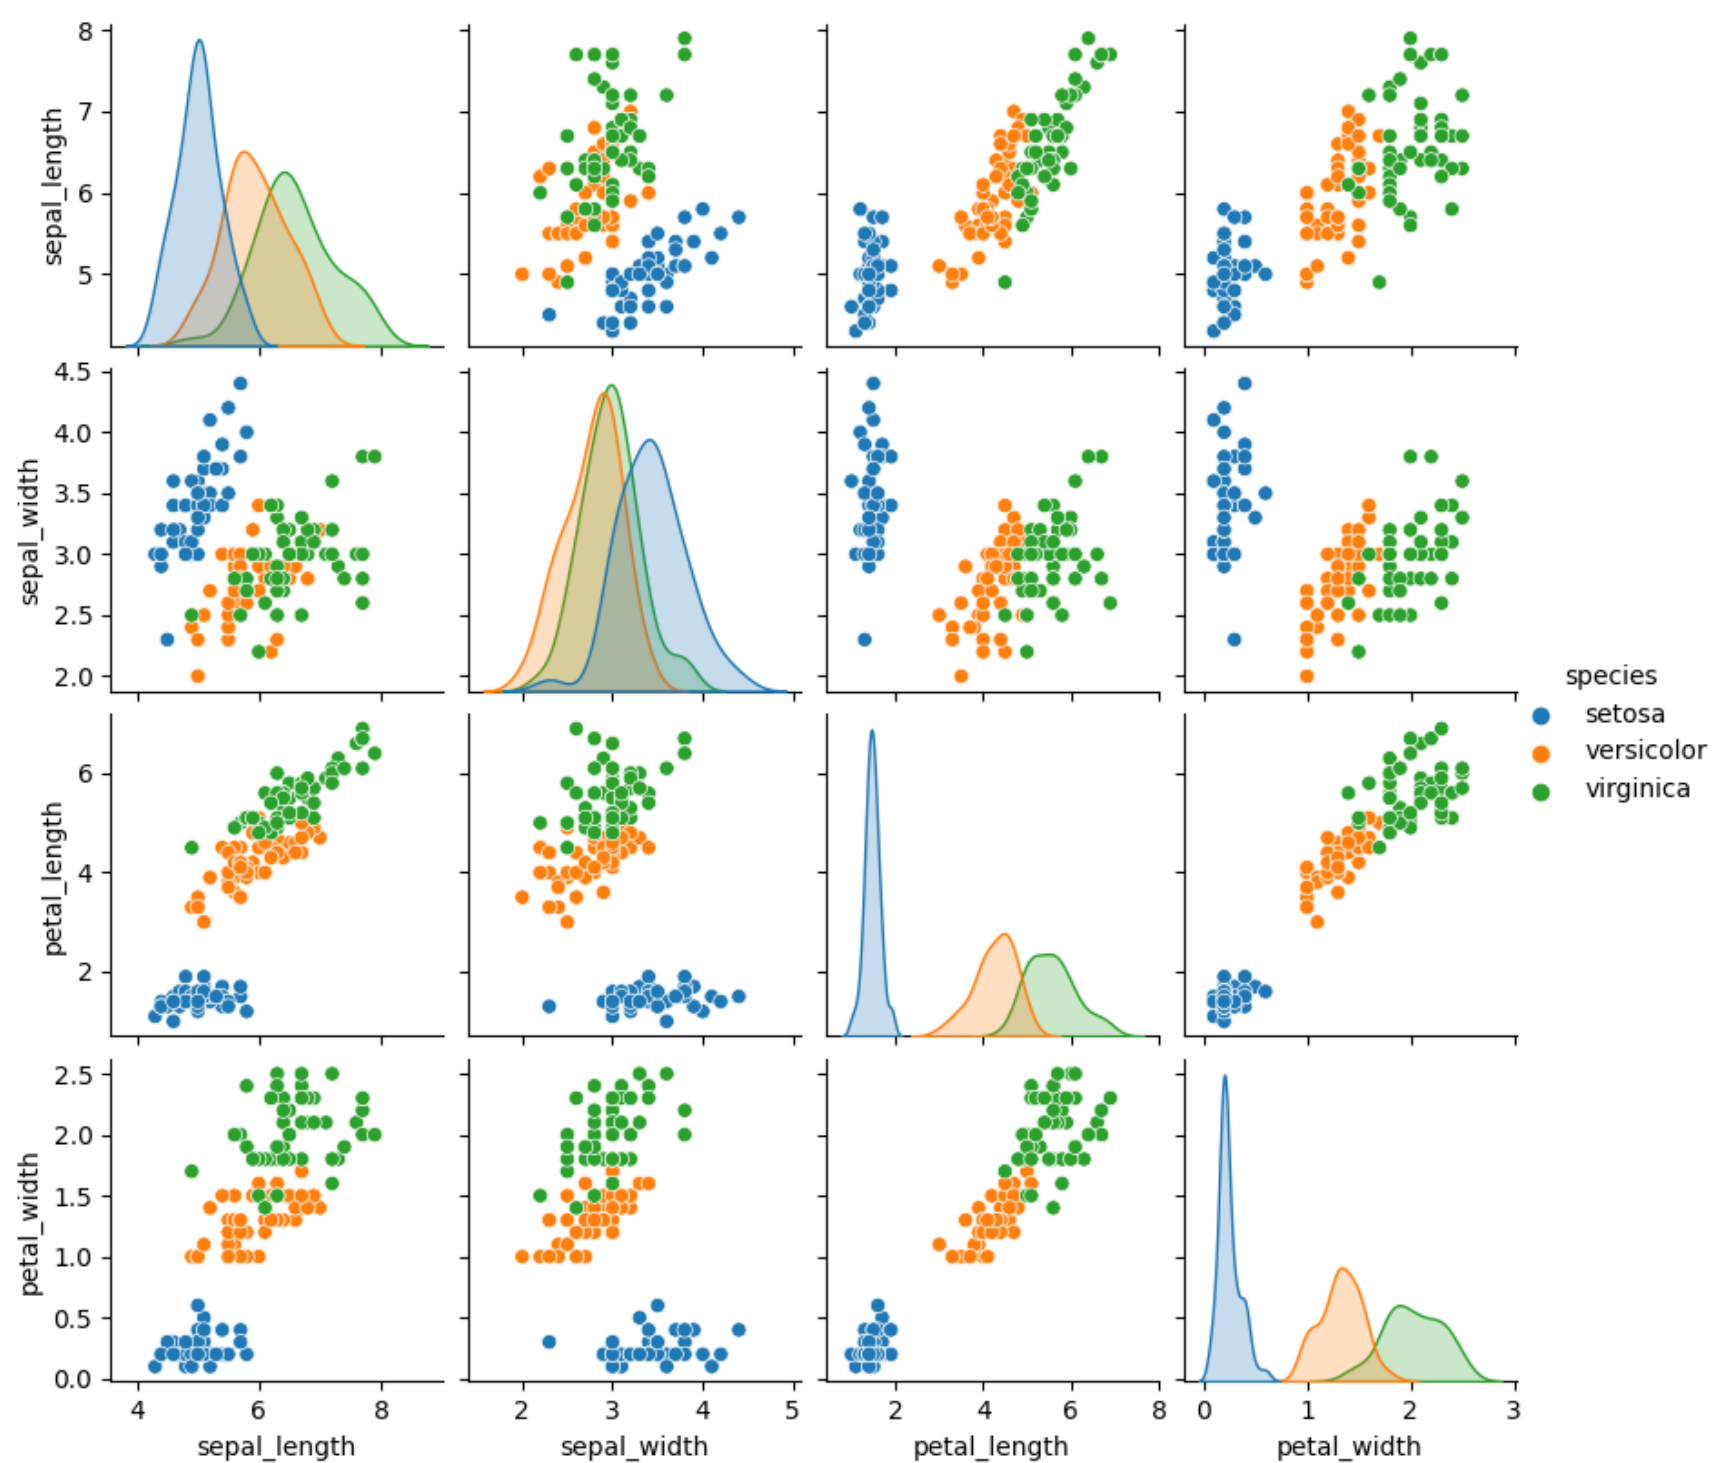 sepal_length
8
7
6
5
sepal_width
4.5
4.0
3.5
3.0
2.5
2.0
species
setosa
versicolor
virginica
petal_length
6
4
2
petal_width
2.5
2.0
1.5
1.0
0.5
0.0
4 6 8 2 3 4 5 2 4 6 8 0 1 2 3
sepal_length sepal_width petal_length petal_width